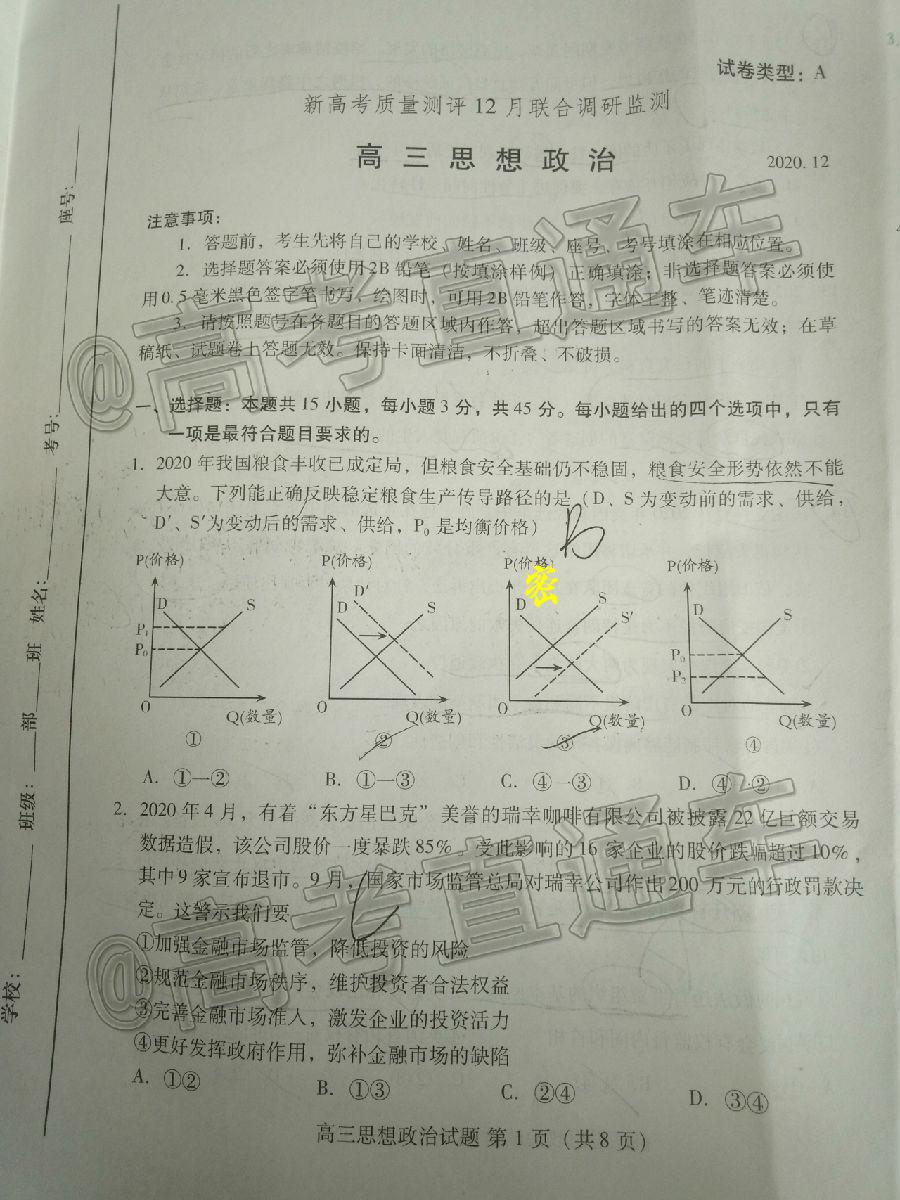 试卷类型：A
新高考质量测评12月联合调研监测
高三思想政治
2020.12
注意事项：
1. 答题前，考生先将自己的学校、姓名、班级、座号、考号填涂在相应位置。
2. 选择题答案必须使用2B铅笔（按填涂样例）正确填涂；非选择题答案必须使
用0.5毫米黑色签字笔书写，绘图时，可用2B铅笔作答，字体工整、笔迹清楚。
3. 请按照题号在各题目的答题区域内作答，超出答题区域书写的答案无效；在草
稿纸、试题卷上答题无效。保持卡面清洁，不折叠、不破损。
一、选择题：本题共15小题，每小题3分，共45分。每小题给出的四个选项中，只有
一项是最符合题目要求的。
1. 2020年我国粮食丰收已成定局，但粮食安全基础仍不稳固，粮食安全形势依然不能
大意。下列能正确反映稳定粮食生产传导路径的是（D、S为变动前的需求、供给，
D′、S′为变动后的需求、供给，P₀是均衡价格）
B
P(价格) P(价格) P(价格) P(价格)
密
D S P₁ P₀ O Q(数量) ①
D D′ S O Q(数量) ②
D S S′ O Q(数量) ③
D S P₀ P₂ O Q(数量) ④
A. ①—② B. ①—③ C. ④—③ D. ④—②
2. 2020年4月，有着“东方星巴克”美誉的瑞幸咖啡有限公司被披露22亿巨额交易
数据造假，该公司股价一度暴跌85%。受此影响的16家企业的股价跌幅超过10%，
其中9家宣布退市。9月，国家市场监管总局对瑞幸公司作出200万元的行政罚款决
定。这警示我们要
C
①加强金融市场监管，降低投资的风险
②规范金融市场秩序，维护投资者合法权益
③完善金融市场准入，激发企业的投资活力
④更好发挥政府作用，弥补金融市场的缺陷
A. ①② B. ①③ C. ②④ D. ③④
高三思想政治试题 第1页（共8页）
学校： 班级： 部 班 姓名： 考号： 座号：
@高考直通车
@高考直通车